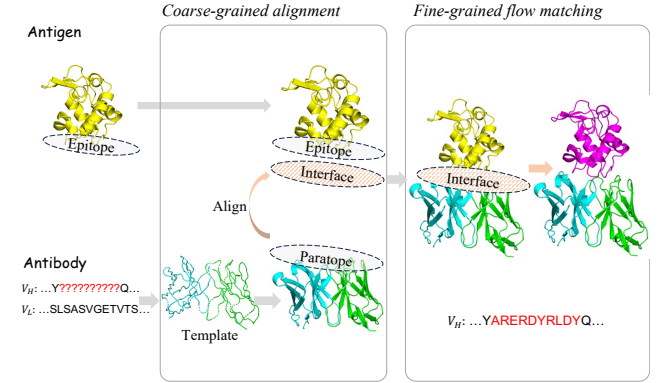 Coarse-grained alignment
Fine-grained flow matching
Antigen
Epitope
Epitope
Interface
Interface
Align
Antibody
Paratope
V_H: ...Y??????????Q...
V_L: ...SLSASVGETVTS...
Template
V_H: ...YARERDYRLDYQ...